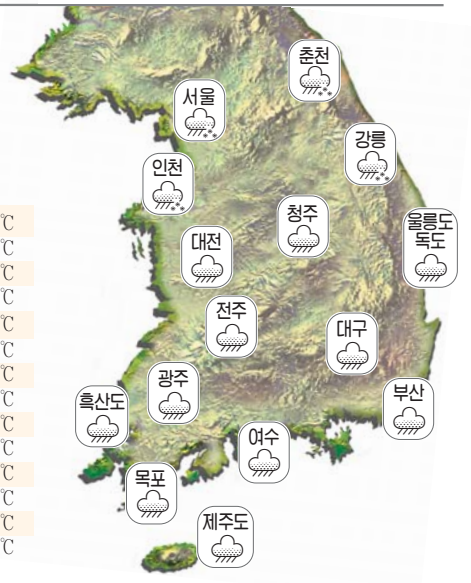 춘천
서울
강릉
인천
청주
울릉도
독도
대전
전주
대구
광주
부산
흑산도
여수
목포
제주도
℃
℃
℃
℃
℃
℃
℃
℃
℃
℃
℃
℃
℃
℃